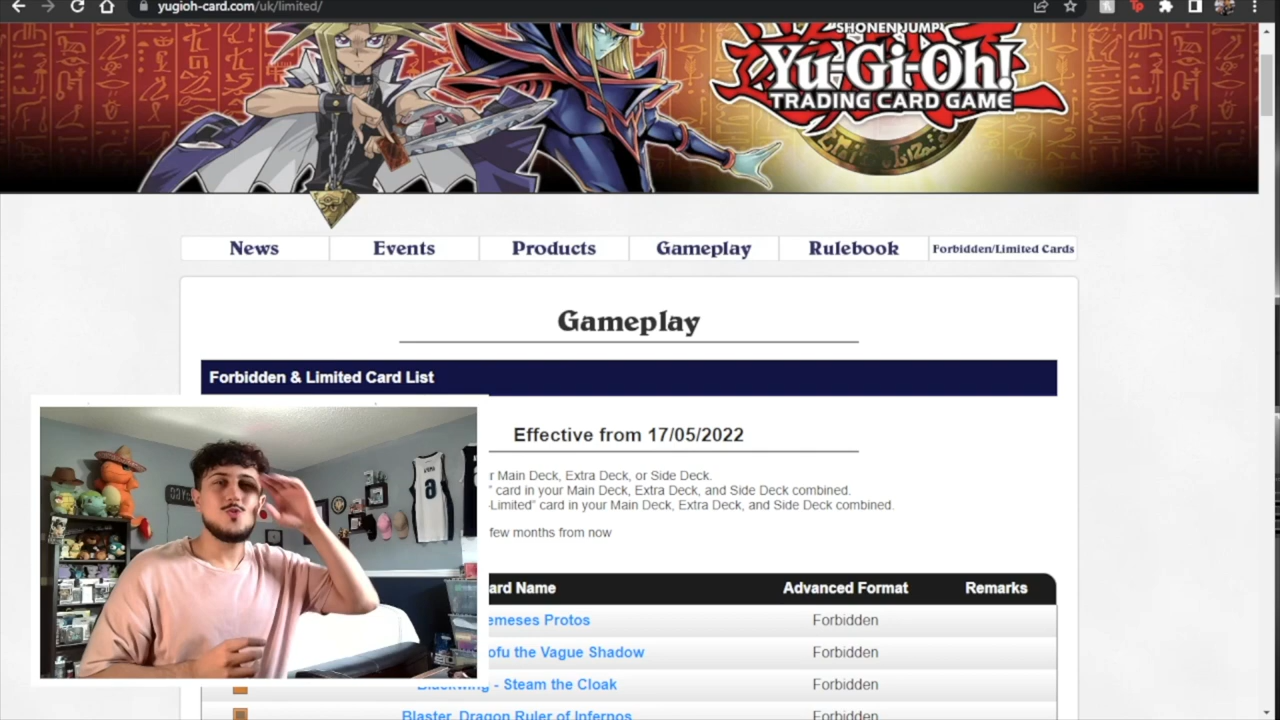 yugioh-card.com/uk/limited/
SHONEN JUMP
Yu-Gi-Oh!
TRADING CARD GAME
News Events Products Gameplay Rulebook Forbidden/Limited Cards
Gameplay
Forbidden & Limited Card List
Effective from 17/05/2022
r Main Deck, Extra Deck, or Side Deck.
" card in your Main Deck, Extra Deck, and Side Deck combined.
-Limited" card in your Main Deck, Extra Deck, and Side Deck combined.
few months from now
ard Name Advanced Format Remarks
emeses Protos Forbidden
ofu the Vague Shadow Forbidden
Blackwing - Steam the Cloak Forbidden
Blaster, Dragon Ruler of Infernos Forbidden
8